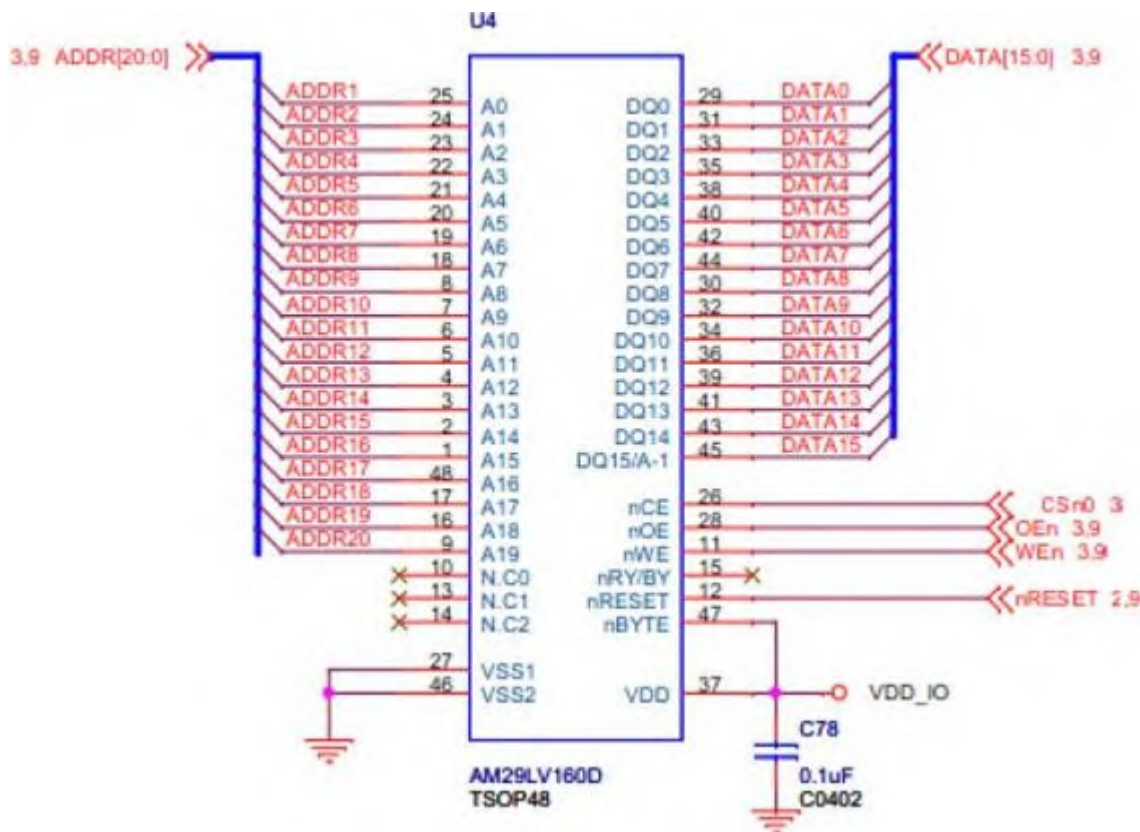 U4
3,9 ADDR[20:0]
DATA[15:0] 3,9
ADDR1 25 A0 DQ0 29 DATA0
ADDR2 24 A1 DQ1 31 DATA1
ADDR3 23 A2 DQ2 33 DATA2
ADDR4 22 A3 DQ3 35 DATA3
ADDR5 21 A4 DQ4 38 DATA4
ADDR6 20 A5 DQ5 40 DATA5
ADDR7 19 A6 DQ6 42 DATA6
ADDR8 18 A7 DQ7 44 DATA7
ADDR9 8 A8 DQ8 30 DATA8
ADDR10 7 A9 DQ9 32 DATA9
ADDR11 6 A10 DQ10 34 DATA10
ADDR12 5 A11 DQ11 36 DATA11
ADDR13 4 A12 DQ12 39 DATA12
ADDR14 3 A13 DQ13 41 DATA13
ADDR15 2 A14 DQ14 43 DATA14
ADDR16 1 A15 DQ15/A-1 45 DATA15
ADDR17 48 A16
ADDR18 17 A17 nCE 26 CSn0 3
ADDR19 16 A18 nOE 28 OEn 3,9
ADDR20 9 A19 nWE 11 WEn 3,9
10 N.C0 nRY/BY 15
13 N.C1 nRESET 12 nRESET 2,9
14 N.C2 nBYTE 47
27 VSS1
46 VSS2 VDD 37 VDD_IO
C78
AM29LV160D 0.1uF
TSOP48 C0402